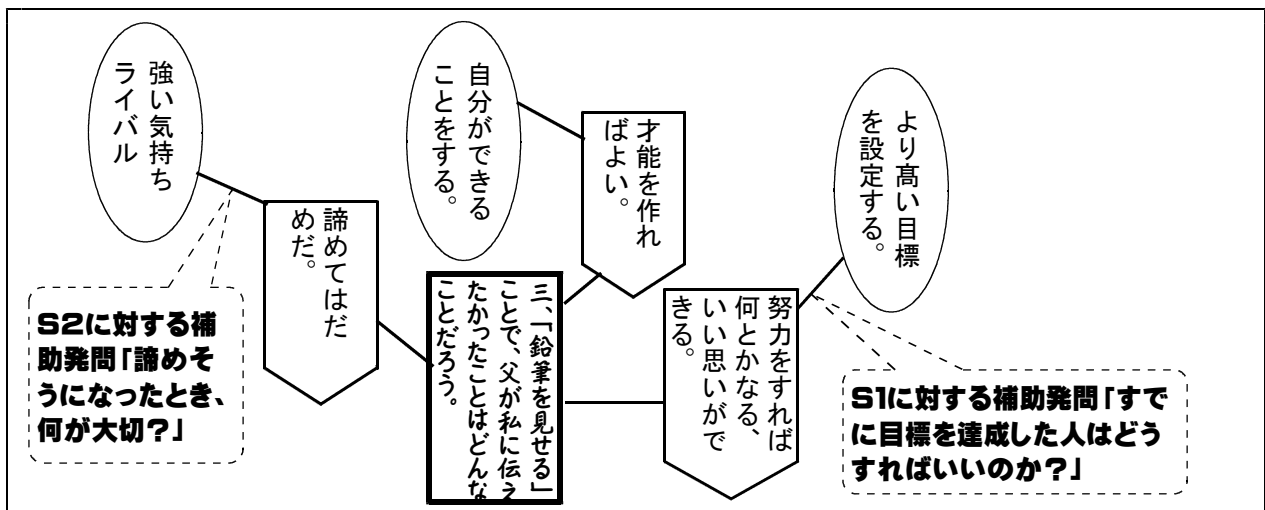 より髙い目標
を設定する。
努力をすれば
何とかなる、
いい思いがで
きる。
S1に対する補助発問「すで
に目標を達成した人はどう
すればいいのか？」
才能を作れ
ばよい。
自分ができる
ことをする。
三、「鉛筆を見せる」
ことで、父が私に伝え
たかったことはどんな
ことだろう。
諦めてはだ
めだ。
強い気持ち
ライバル
S2に対する補
助発問「諦めそ
うになったとき、
何が大切？」